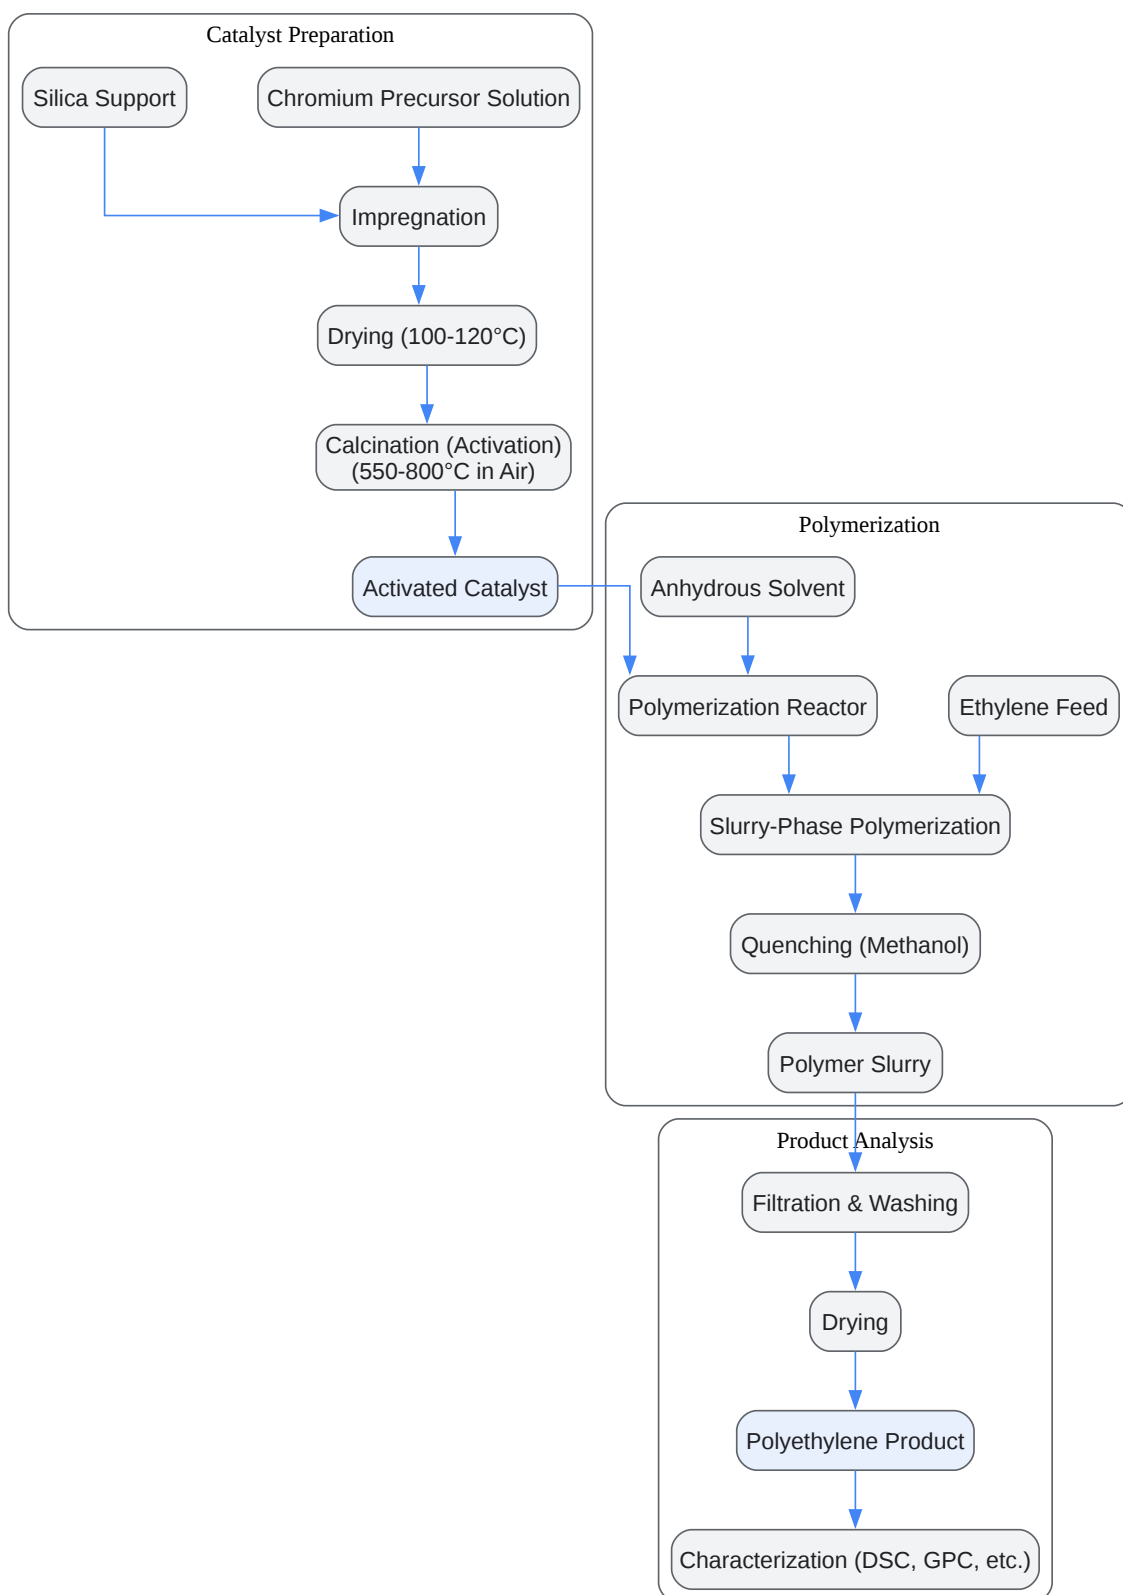 Catalyst Preparation
Silica Support
Chromium Precursor Solution
Impregnation
Drying (100-120°C)
Calcination (Activation)
(550-800°C in Air)
Activated Catalyst
Polymerization
Anhydrous Solvent
Polymerization Reactor
Ethylene Feed
Slurry-Phase Polymerization
Quenching (Methanol)
Polymer Slurry
Product Analysis
Filtration & Washing
Drying
Polyethylene Product
Characterization (DSC, GPC, etc.)